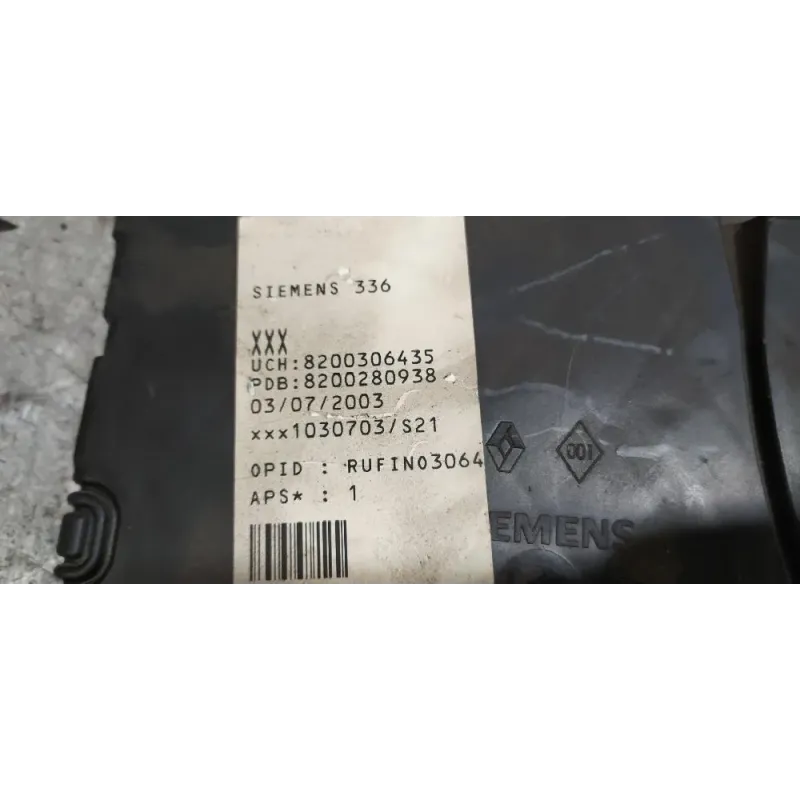 SIEMENS 336
XXX
UCH:8200306435
PDB:8200280938
03/07/2003
xxx1030703/S21
OPID : RUFIN03064
APS* : 1
001
EMENS